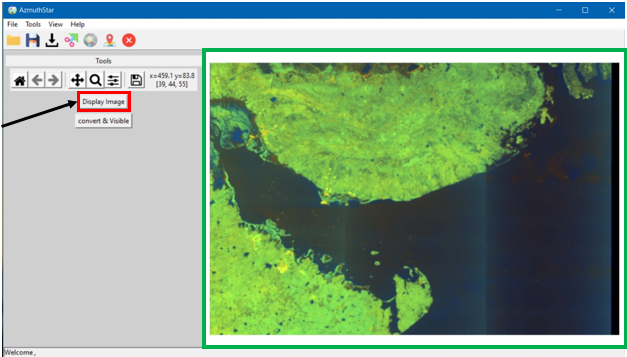 AzmuthStar
File Tools View Help
Tools
x=459.1 y=83.8
[39, 44, 55]
Display Image
convert & Visible
Welcome ,